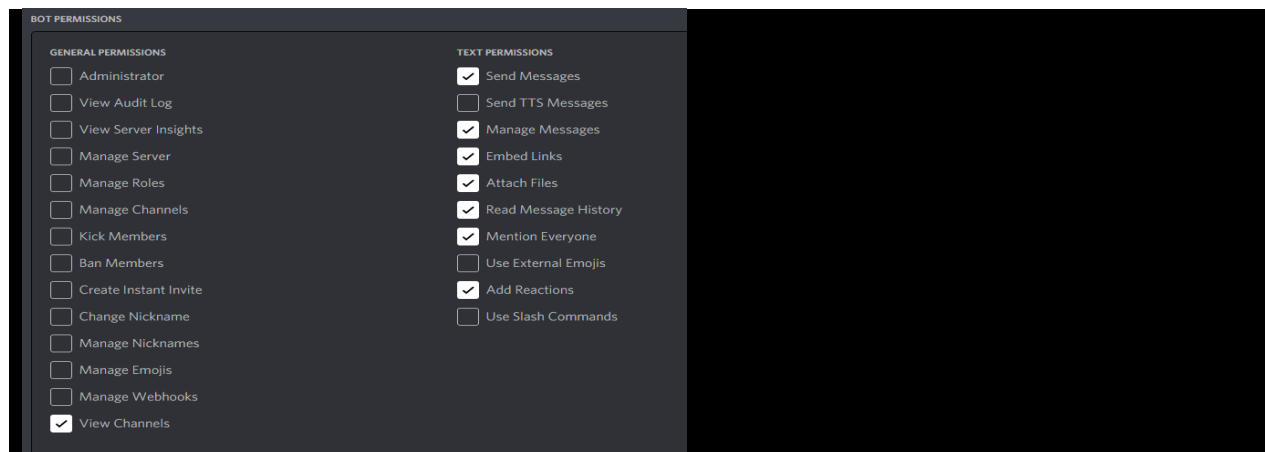 BOT PERMISSIONS
GENERAL PERMISSIONS
Administrator
View Audit Log
View Server Insights
Manage Server
Manage Roles
Manage Channels
Kick Members
Ban Members
Create Instant Invite
Change Nickname
Manage Nicknames
Manage Emojis
Manage Webhooks
View Channels
TEXT PERMISSIONS
Send Messages
Send TTS Messages
Manage Messages
Embed Links
Attach Files
Read Message History
Mention Everyone
Use External Emojis
Add Reactions
Use Slash Commands